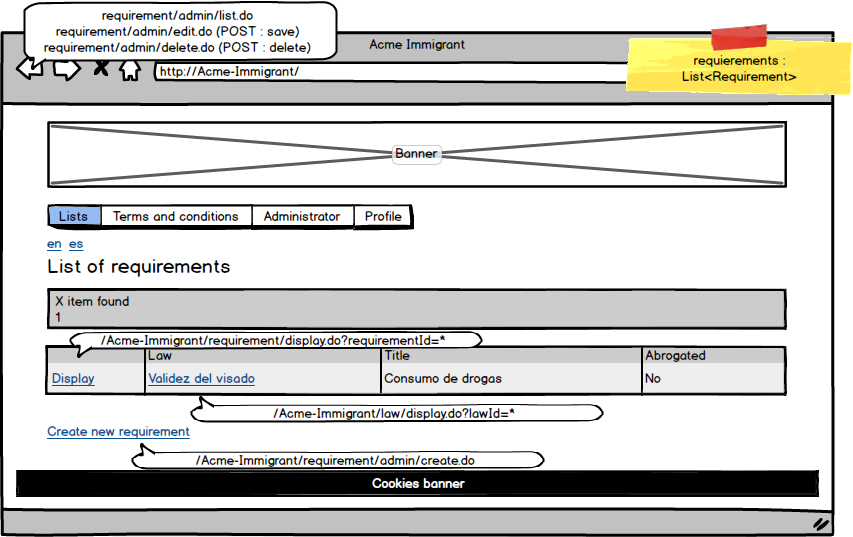 requirement/admin/list.do
requirement/admin/edit.do (POST : save)
requirement/admin/delete.do (POST : delete)
Acme Immigrant
requierements :
List<Requirement>
http://Acme-Immigrant/
Banner
Lists Terms and conditions Administrator Profile
en es
List of requirements
X item found
1
/Acme-Immigrant/requirement/display.do?requirementId=*
Law Title Abrogated
Display Validez del visado Consumo de drogas No
/Acme-Immigrant/law/display.do?lawId=*
Create new requirement
/Acme-Immigrant/requirement/admin/create.do
Cookies banner